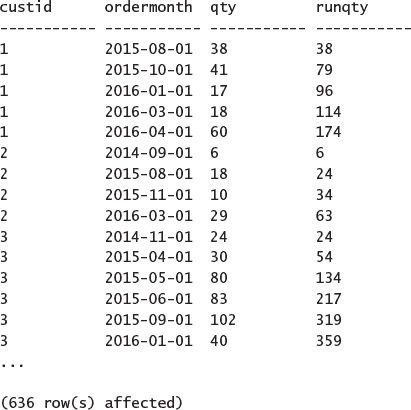 custid      ordermonth  qty         runqty
----------- ----------- ----------- -----------
1           2015-08-01  38          38
1           2015-10-01  41          79
1           2016-01-01  17          96
1           2016-03-01  18          114
1           2016-04-01  60          174
2           2014-09-01  6           6
2           2015-08-01  18          24
2           2015-11-01  10          34
2           2016-03-01  29          63
3           2014-11-01  24          24
3           2015-04-01  30          54
3           2015-05-01  80          134
3           2015-06-01  83          217
3           2015-09-01  102         319
3           2016-01-01  40          359
...
(636 row(s) affected)